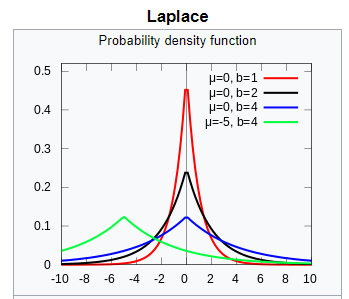 Laplace
Probability density function
0.5
0.4
0.3
0.2
0.1
0
μ=0, b=1
μ=0, b=2
μ=0, b=4
μ=-5, b=4
-10 -8 -6 -4 -2 0 2 4 6 8 10